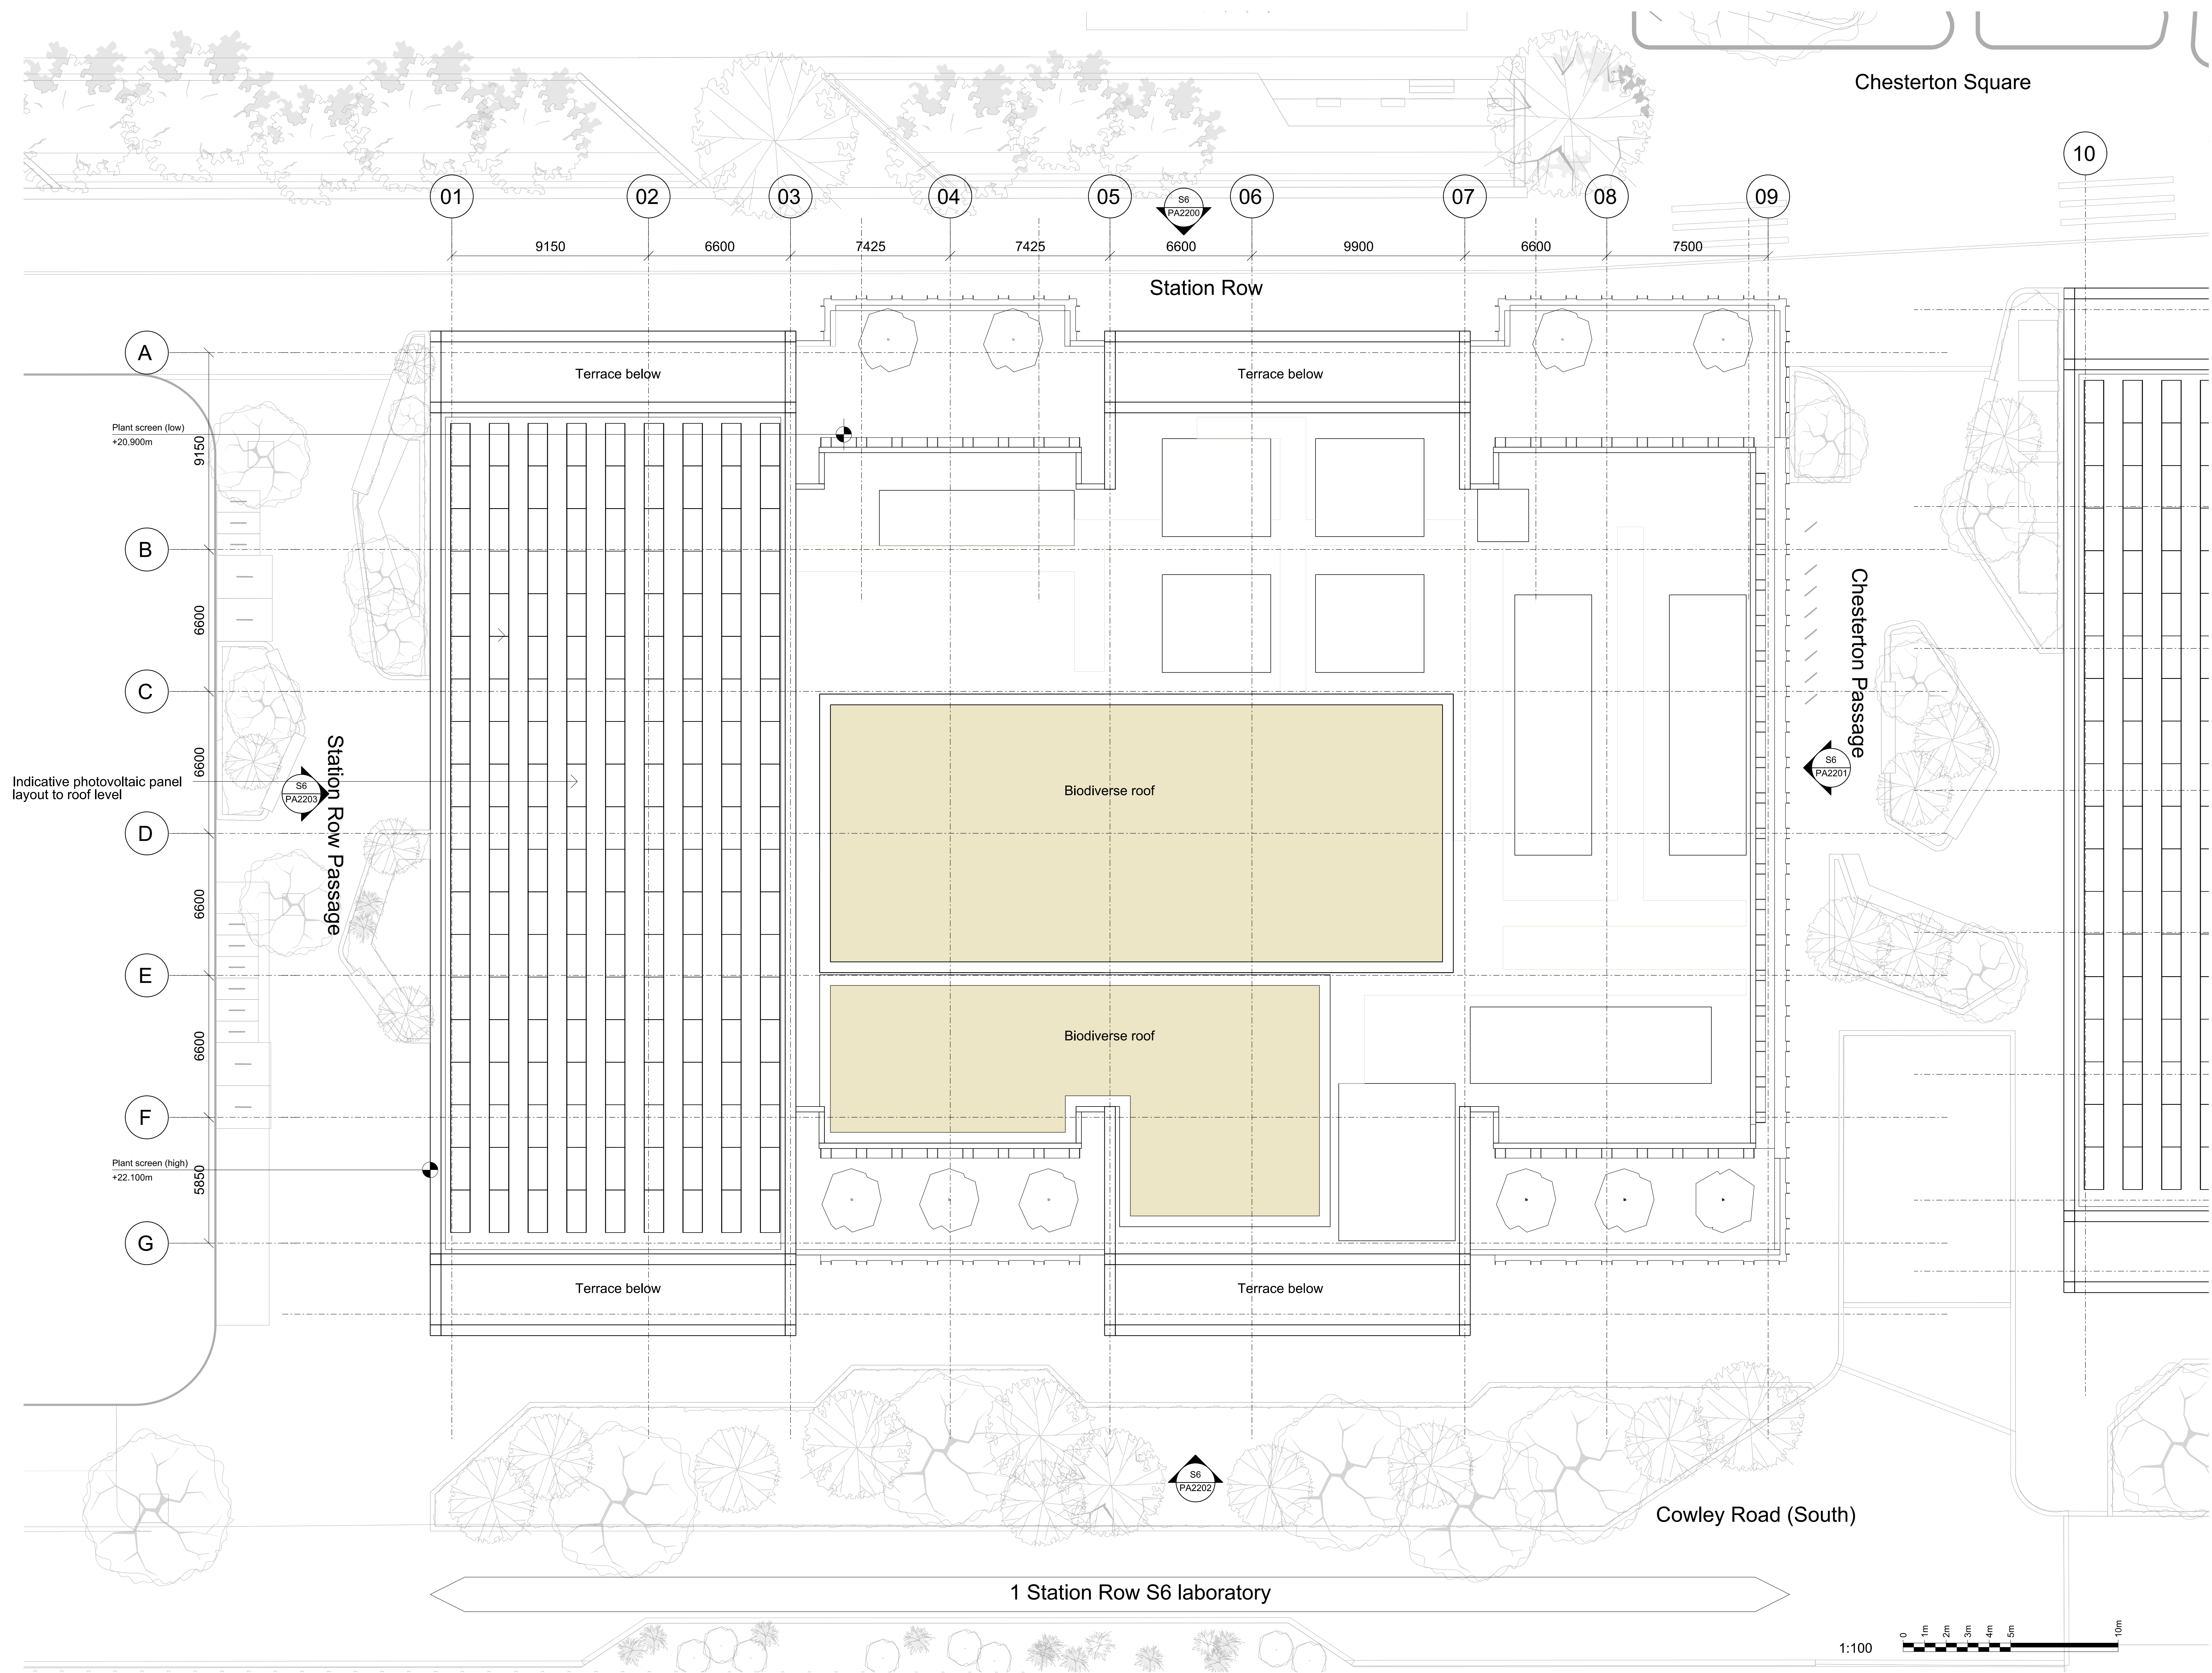 Chesterton Square
10
01
02
03
04
05
06
07
08
09
S6
PA2200
9150
6600
7425
7425
6600
9900
6600
7500
Station Row
A
Terrace below
Terrace below
Plant screen (low)
+20.900m
9150
B
6600
Chesterton Passage
C
Station Row Passage
6600
Indicative photovoltaic panel
layout to roof level
S6
PA2203
Biodiverse roof
S6
PA2201
D
6600
E
6600
Biodiverse roof
F
Plant screen (high)
+22.100m
5850
G
Terrace below
Terrace below
S6
PA2202
Cowley Road (South)
1 Station Row S6 laboratory
1:100
0
1m
2m
3m
4m
5m
10m